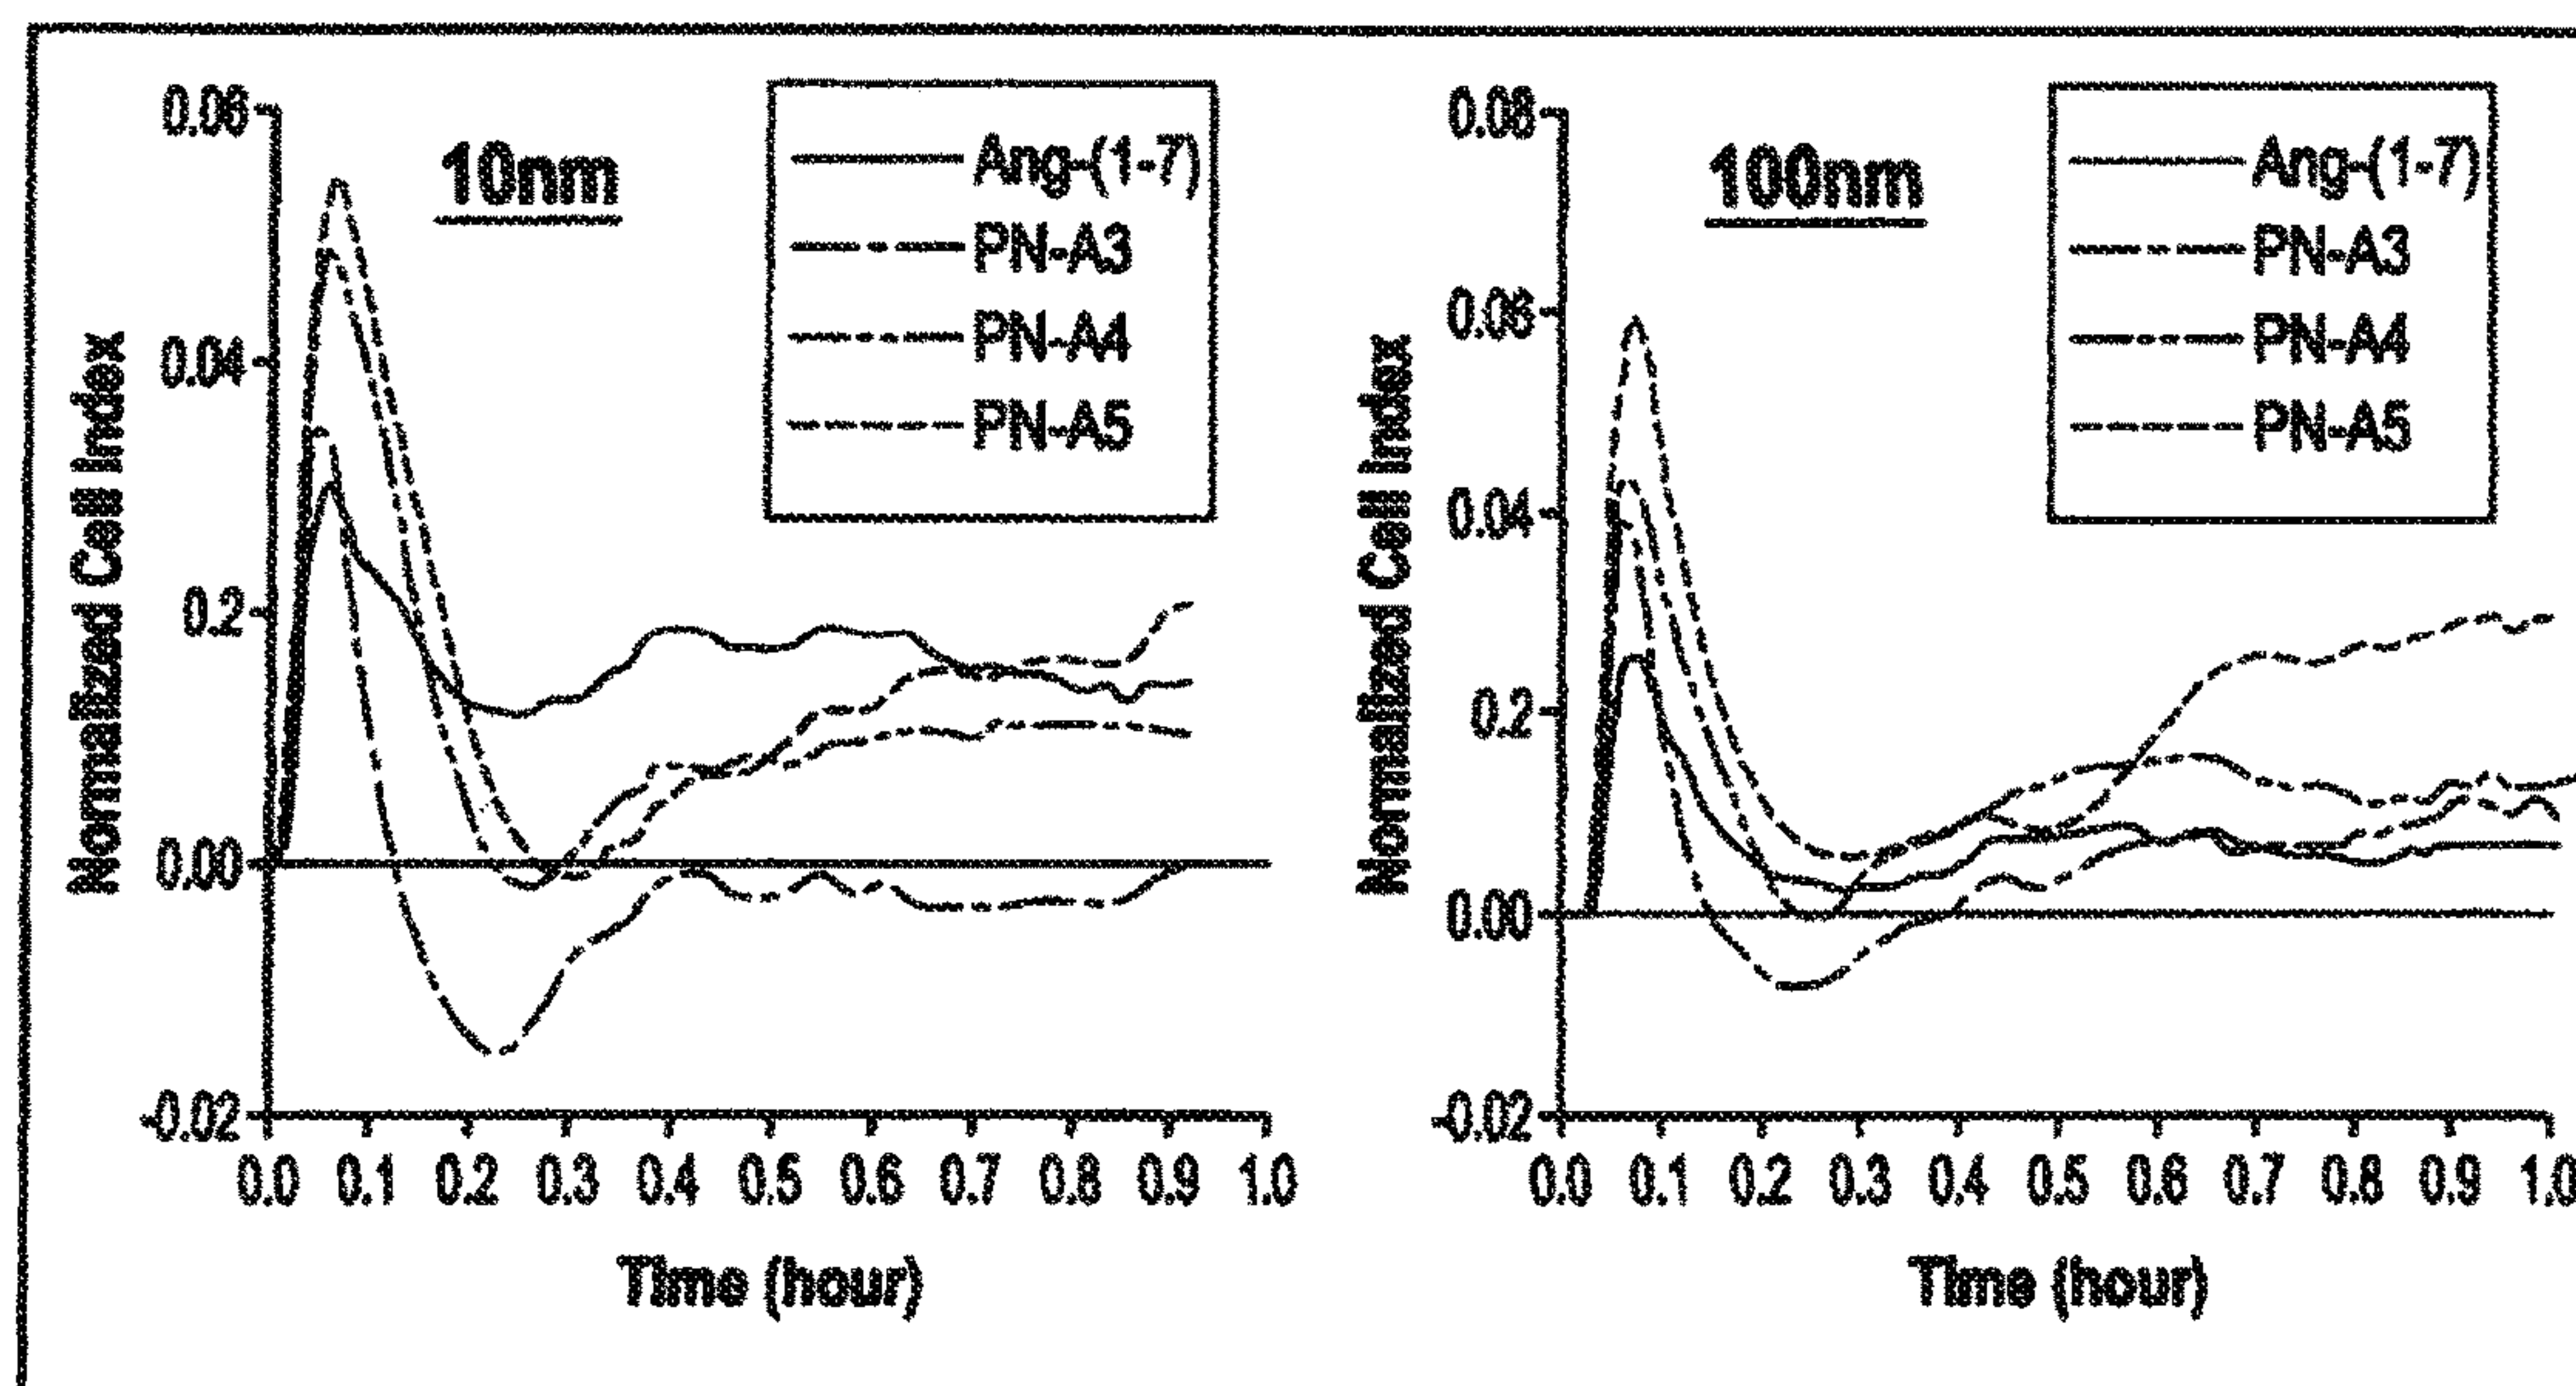 10nm
Ang-(1-7)
PN-A3
PN-A4
PN-A5
Normalized Cell Index
0.06
0.04
0.2
0.00
-0.02
0.0 0.1 0.2 0.3 0.4 0.5 0.6 0.7 0.8 0.9 1.0
Time (hour)
100nm
Ang-(1-7)
PN-A3
PN-A4
PN-A5
Normalized Cell Index
0.08
0.06
0.04
0.2
0.00
-0.02
0.0 0.1 0.2 0.3 0.4 0.5 0.6 0.7 0.8 0.9 1.0
Time (hour)